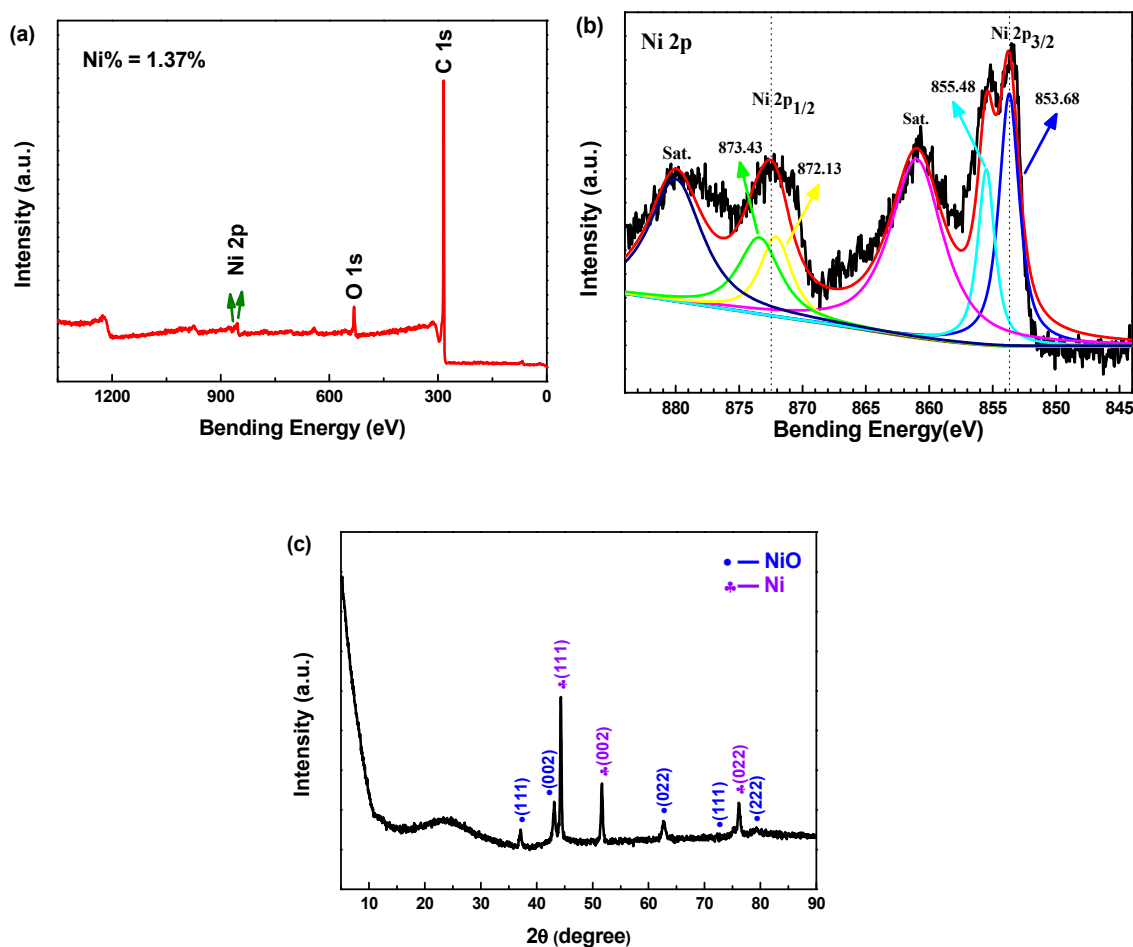 (a)
Ni% = 1.37%
C 1s
Ni 2p
O 1s
Intensity (a.u.)
1200
900
600
300
0
Bending Energy (eV)
(b)
Ni 2p
Ni 2p3/2
Ni 2p1/2
855.48
853.68
Sat.
Sat.
873.43
872.13
Intensity (a.u.)
880
875
870
865
860
855
850
845
Bending Energy(eV)
(c)
•— NiO
♣— Ni
♣(111)
♣(002)
•(002)
•(111)
•(022)
•(111)
♣(022)
•(222)
Intensity (a.u.)
10
20
30
40
50
60
70
80
90
2θ (degree)